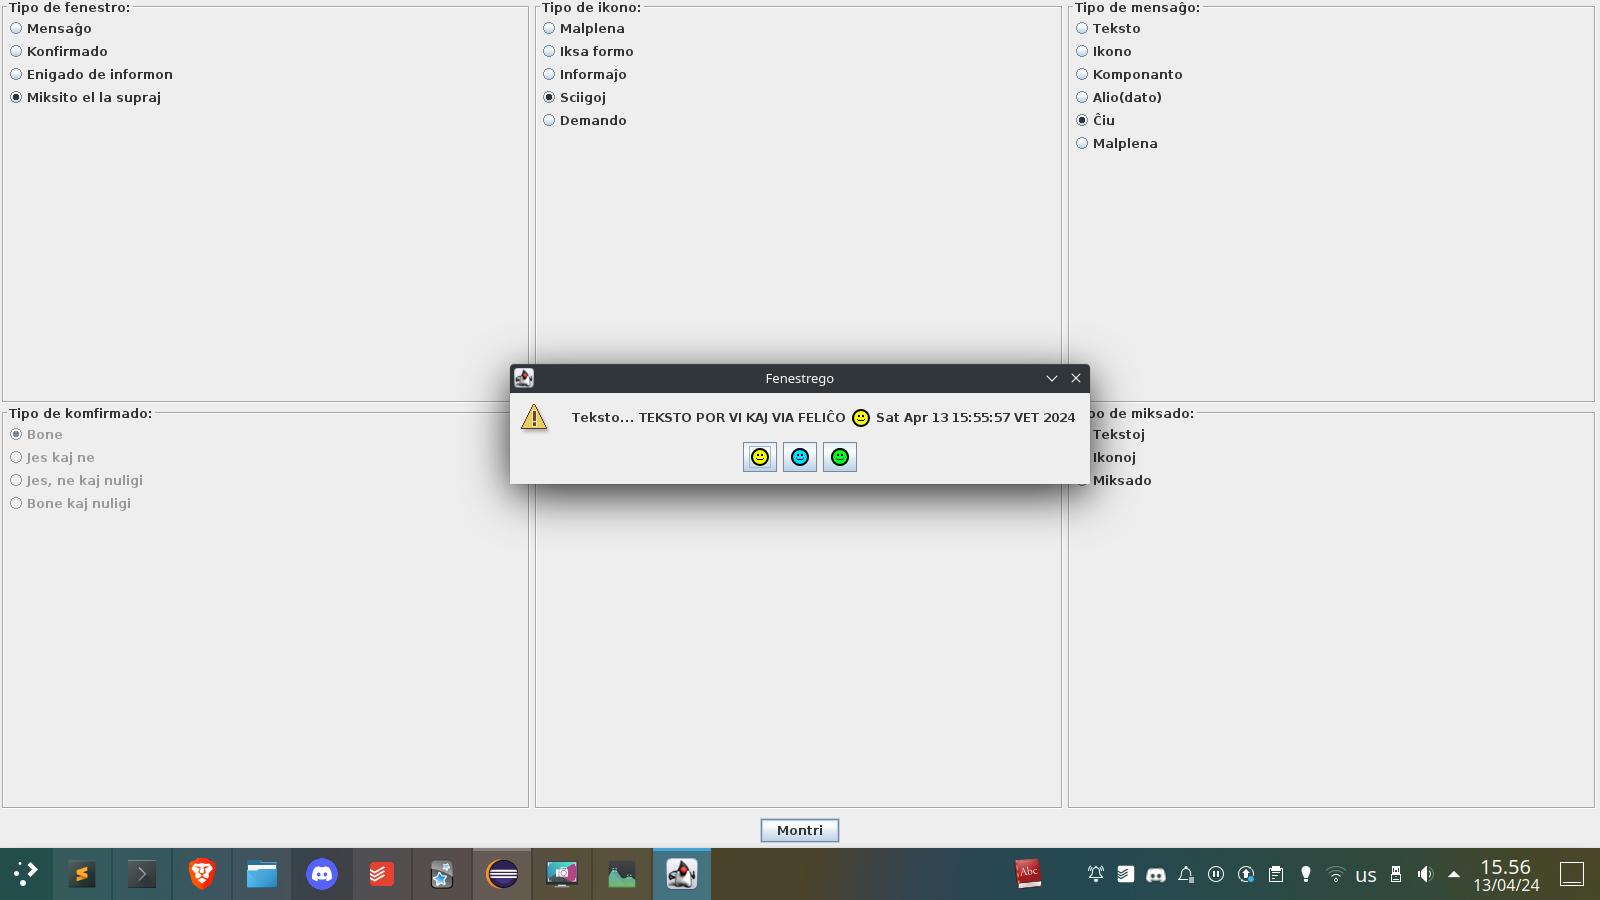 Tipo de fenestro:
Mensaĝo
Konfirmado
Enigado de informon
Miksito el la supraj
Tipo de ikono:
Malplena
Iksa formo
Informaĵo
Sciigoj
Demando
Tipo de mensaĝo:
Teksto
Ikono
Komponanto
Alio(dato)
Ĉiu
Malplena
Fenestrego
Teksto... TEKSTO POR VI KAJ VIA FELIĈO Sat Apr 13 15:55:57 VET 2024
Tipo de komfirmado:
Bone
Jes kaj ne
Jes, ne kaj nuligi
Bone kaj nuligi
po de miksado:
Tekstoj
Ikonoj
Miksado
Montri
Abc
us
15.56
13/04/24